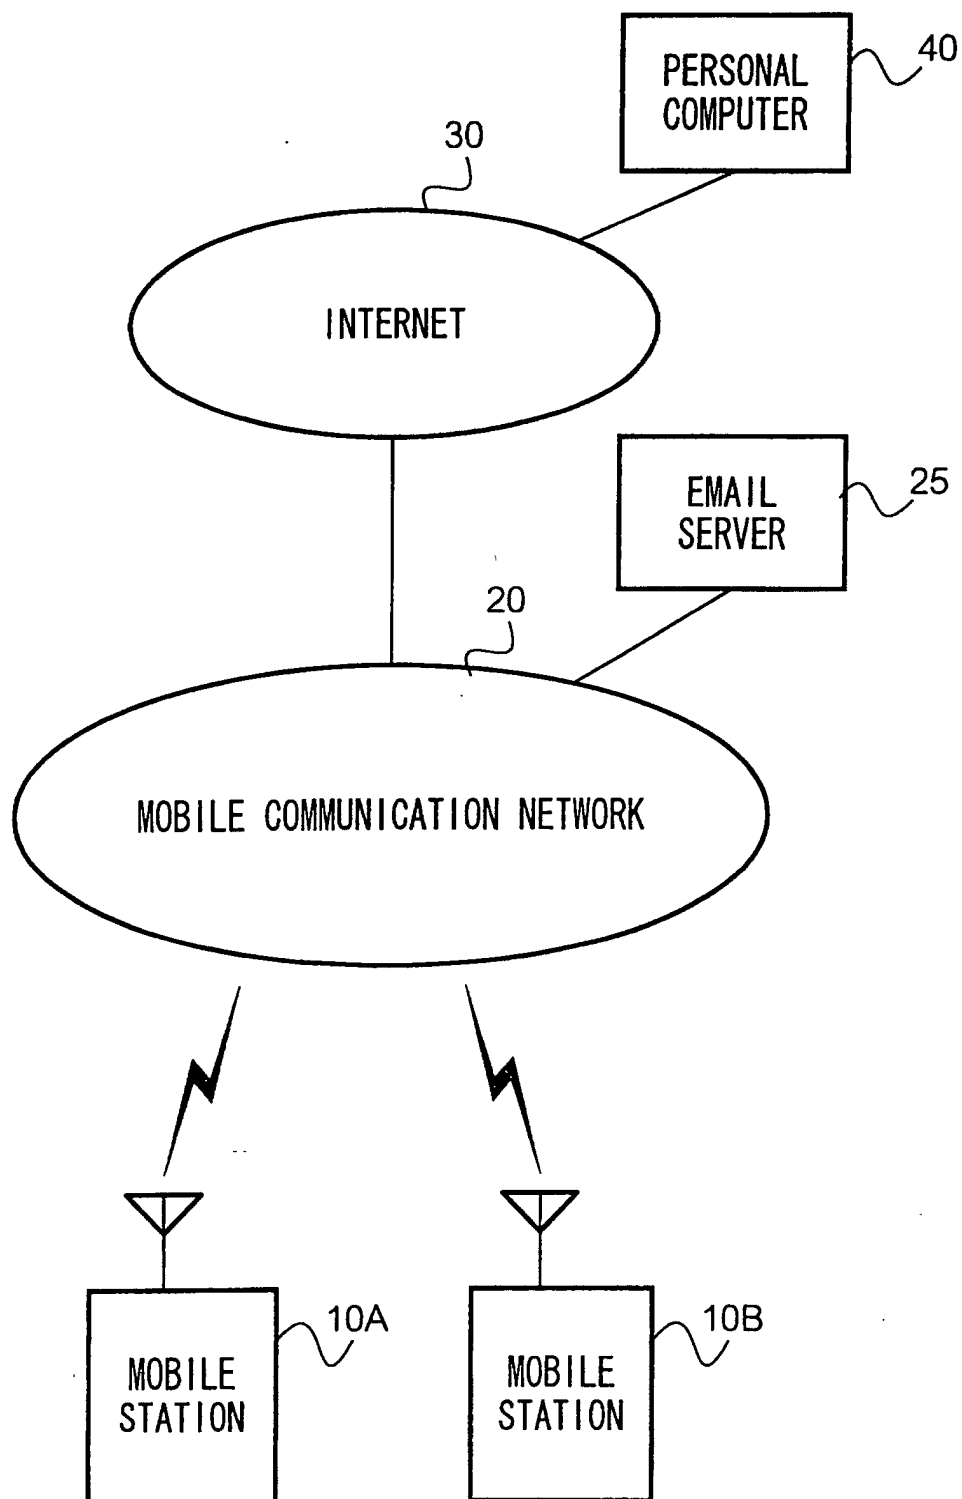 PERSONAL
COMPUTER
40
30
INTERNET
EMAIL
SERVER
25
20
MOBILE COMMUNICATION NETWORK
10A
MOBILE
STATION
10B
MOBILE
STATION